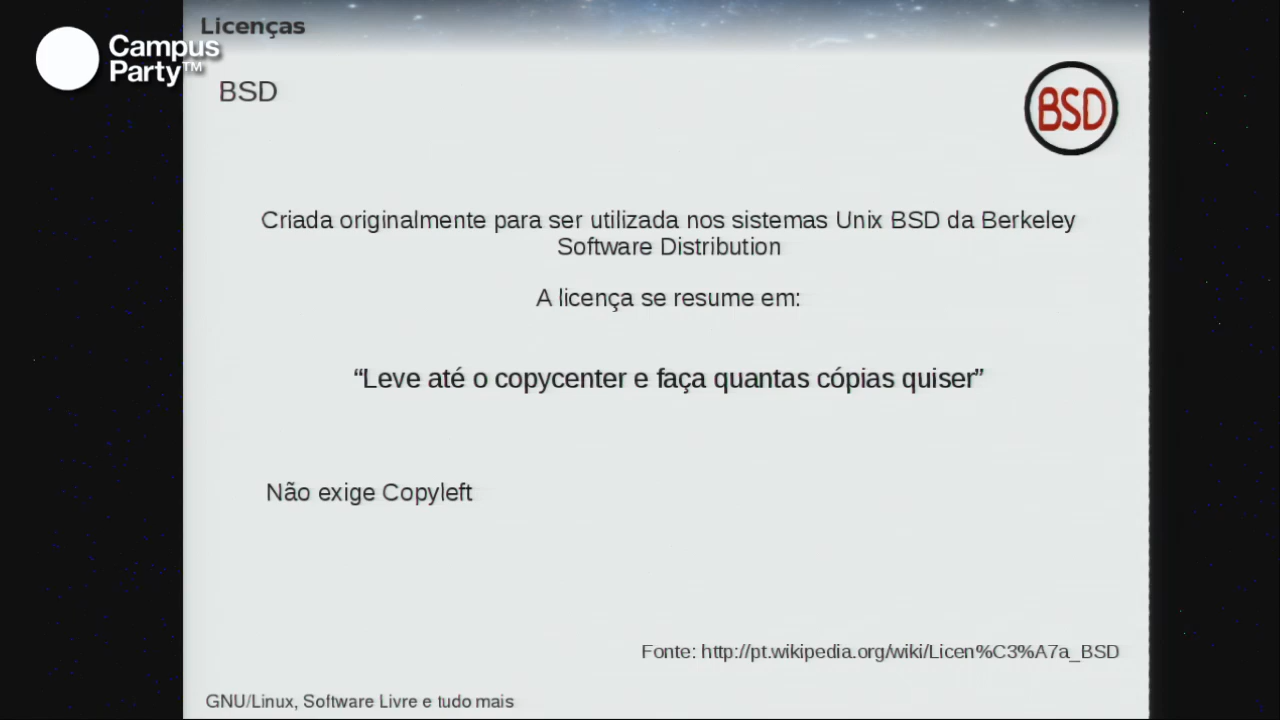 Licenças
Campus
Party™
BSD
BSD
Criada originalmente para ser utilizada nos sistemas Unix BSD da Berkeley
Software Distribution
A licença se resume em:
“Leve até o copycenter e faça quantas cópias quiser”
Não exige Copyleft
Fonte: http://pt.wikipedia.org/wiki/Licen%C3%A7a_BSD
GNU/Linux, Software Livre e tudo mais